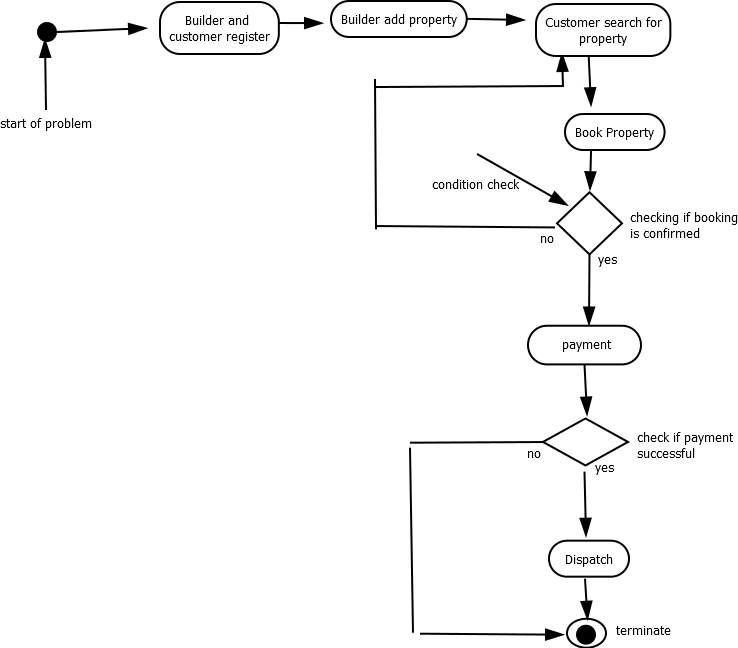 Builder and
customer register
Builder add property
Customer search for
property
start of problem
Book Property
condition check
checking if booking
is confirmed
no
yes
payment
check if payment
successful
no
yes
Dispatch
terminate